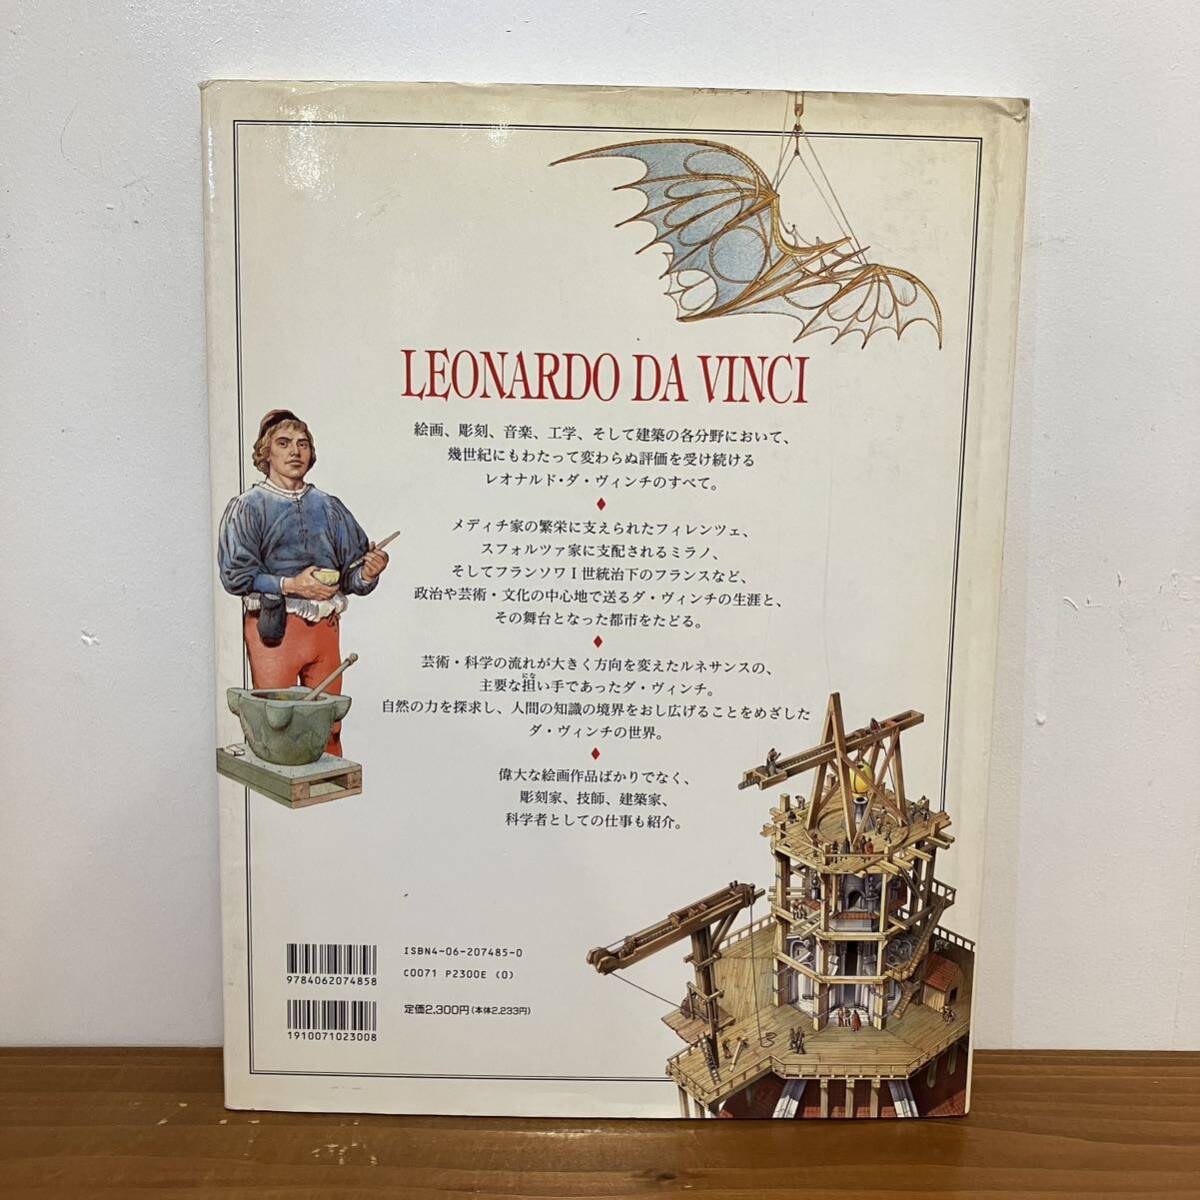 LEONARDO DA VINCI
絵画、彫刻、音楽、工学、そして建築の各分野において、
幾世紀にもわたって変わらぬ評価を受け続ける
レオナルド・ダ・ヴィンチのすべて。
メディチ家の繁栄に支えられたフィレンツェ、
スフォルツァ家に支配されるミラノ、
そしてフランソワⅠ世統治下のフランスなど、
政治や芸術・文化の中心地で送るダ・ヴィンチの生涯と、
その舞台となった都市をたどる。
芸術・科学の流れが大きく方向を変えたルネサンスの、
主要な担い手であったダ・ヴィンチ。
にな
自然の力を探求し、人間の知識の境界をおし広げることをめざした
ダ・ヴィンチの世界。
偉大な絵画作品ばかりでなく、
彫刻家、技師、建築家、
科学者としての仕事も紹介。
9784062074858
1910071023008
ISBN4-06-207485-0
C0071 P2300E (0)
定価2,300円(本体2,233円)